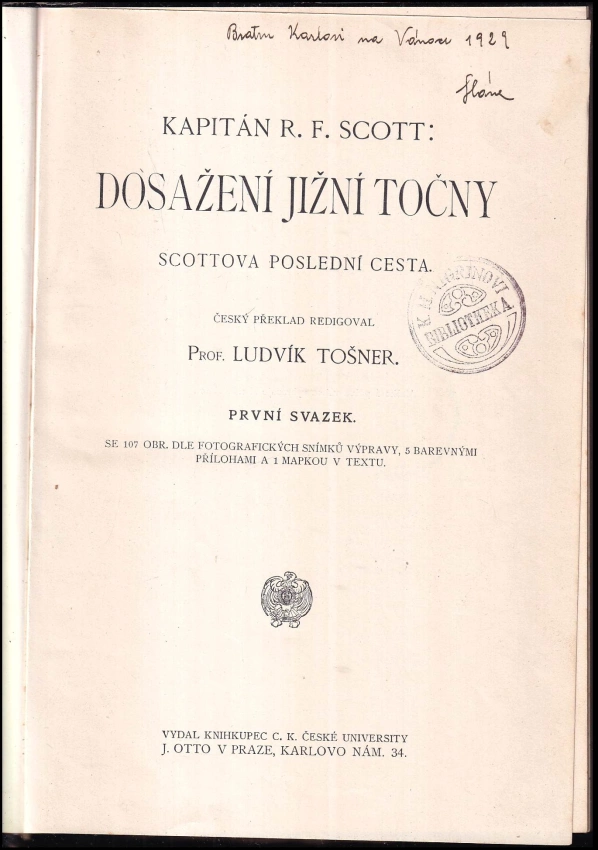 Bratru Karlovi na Vánoce 1929
KAPITÁN R. F. SCOTT:
DOSAŽENÍ JIŽNÍ TOČNY
SCOTTOVA POSLEDNÍ CESTA.
BIBLIOTHEKA
ČESKÝ PŘEKLAD REDIGOVAL
PROF. LUDVÍK TOŠNER.
PRVNÍ SVAZEK.
SE 107 OBR. DLE FOTOGRAFICKÝCH SNÍMKŮ VÝPRAVY, 5 BAREVNÝMI
PŘÍLOHAMI A 1 MAPKOU V TEXTU.
VYDAL KNIHKUPEC C. K. ČESKÉ UNIVERSITY
J. OTTO V PRAZE, KARLOVO NÁM. 34.